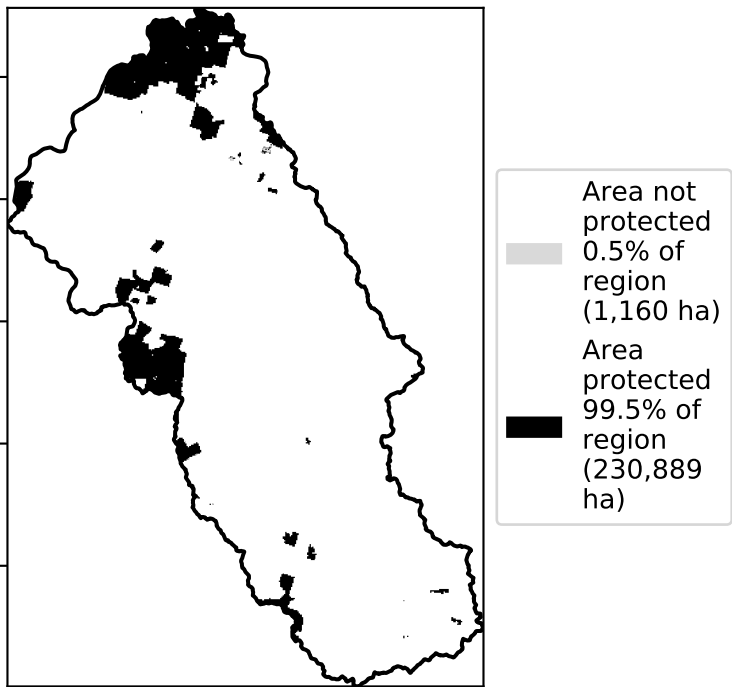 Area not
protected
0.5% of
region
(1,160 ha)
Area
protected
99.5% of
region
(230,889
ha)